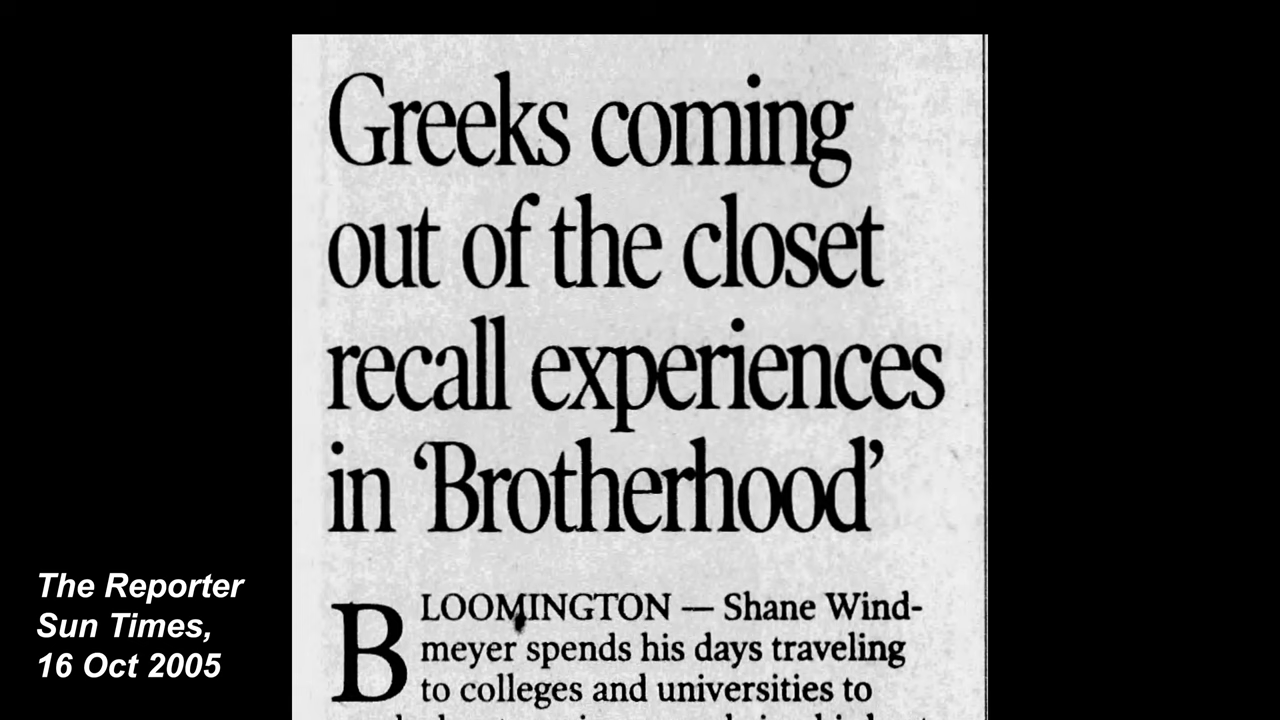 Greeks coming
out of the closet
recall experiences
in ‘Brotherhood’
BLOOMINGTON — Shane Wind-
meyer spends his days traveling
to colleges and universities to
The Reporter
Sun Times,
16 Oct 2005